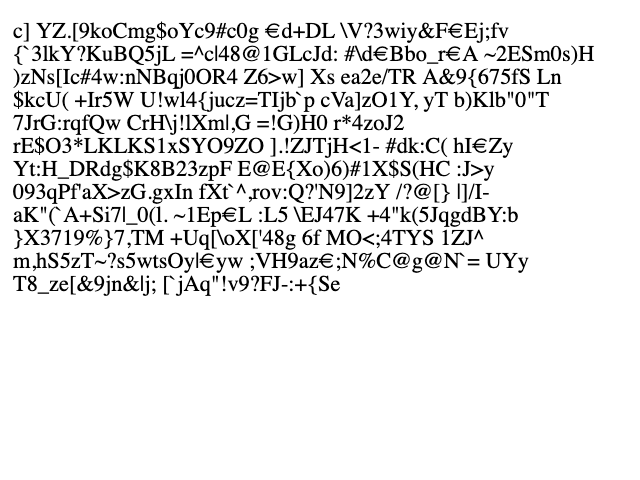 c] YZ.[9koCmg$oYc9#c0g €d+DL \V?3wiy&F€Ej;fv
{`3lkY?KuBQ5jL =^c|48@1GLcJd: #\d€Bbo_r€A ~2ESm0s)H
)zNs[Ic#4w:nNBqj0OR4 Z6>w] Xs ea2e/TR A&9{675fS Ln
$kcU( +Ir5W U!wl4{jucz=TIjb`p cVa]zO1Y, yT b)Klb"0"T
7JrG:rqfQw CrH\j!lXm|,G =!G)H0 r*4zoJ2
rE$O3*LKLKS1xSYO9ZO ].!ZJTjH<1- #dk:C( hI€Zy
Yt:H_DRdg$K8B23zpF E@E{Xo)6)#1X$S(HC :J>y
093qPf'aX>zG.gxIn fXt`^,rov:Q?'N9]2zY /?@[} |]/I-
aK"(`A+Si7|_0(l. ~1Ep€L :L5 \EJ47K +4"k(5JqgdBY:b
}X3719%}7,TM +Uq[\oX['48g 6f MO<;4TYS 1ZJ^
m,hS5zT~?s5wtsOy|€yw ;VH9az€;N%C@g@N`= UYy
T8_ze[&9jn&|j; [`jAq"!v9?FJ-:+{Se